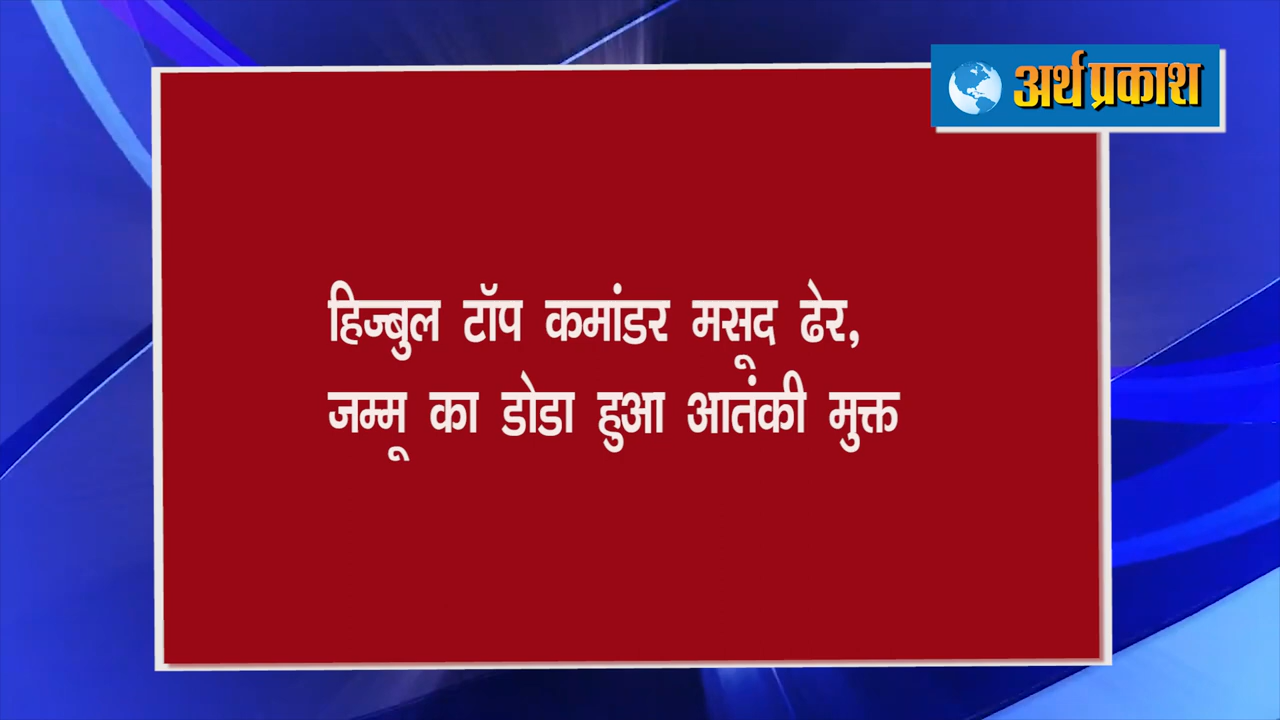 अर्थ प्रकाश
हिज्बुल टॉप कमांडर मसूद ढेर,
जम्मू का डोडा हुआ आतंकी मुक्त